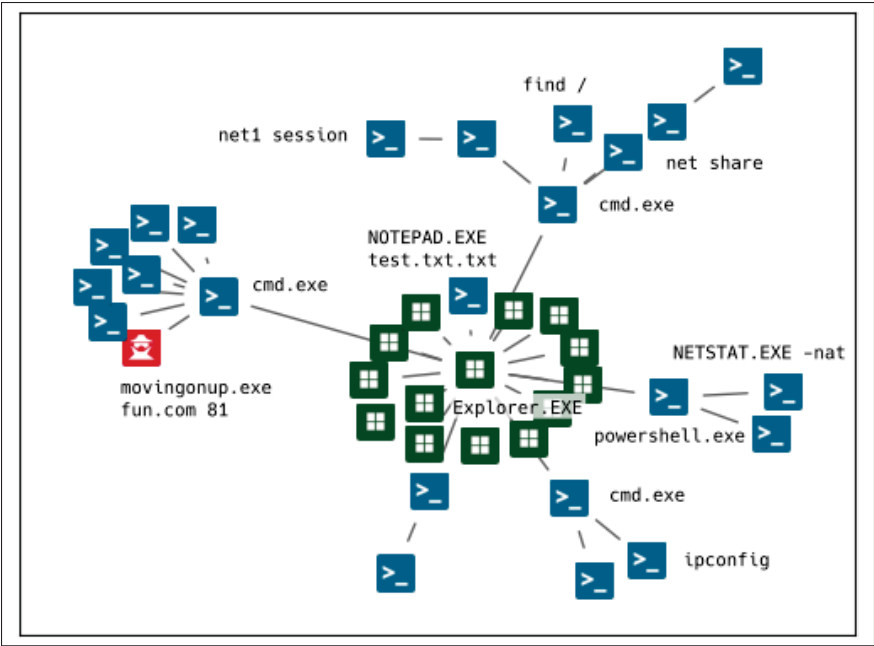 find /
net1 session
net share
cmd.exe
NOTEPAD.EXE
test.txt.txt
cmd.exe
NETSTAT.EXE -nat
movingonup.exe
fun.com 81
Explorer.EXE
powershell.exe
cmd.exe
ipconfig